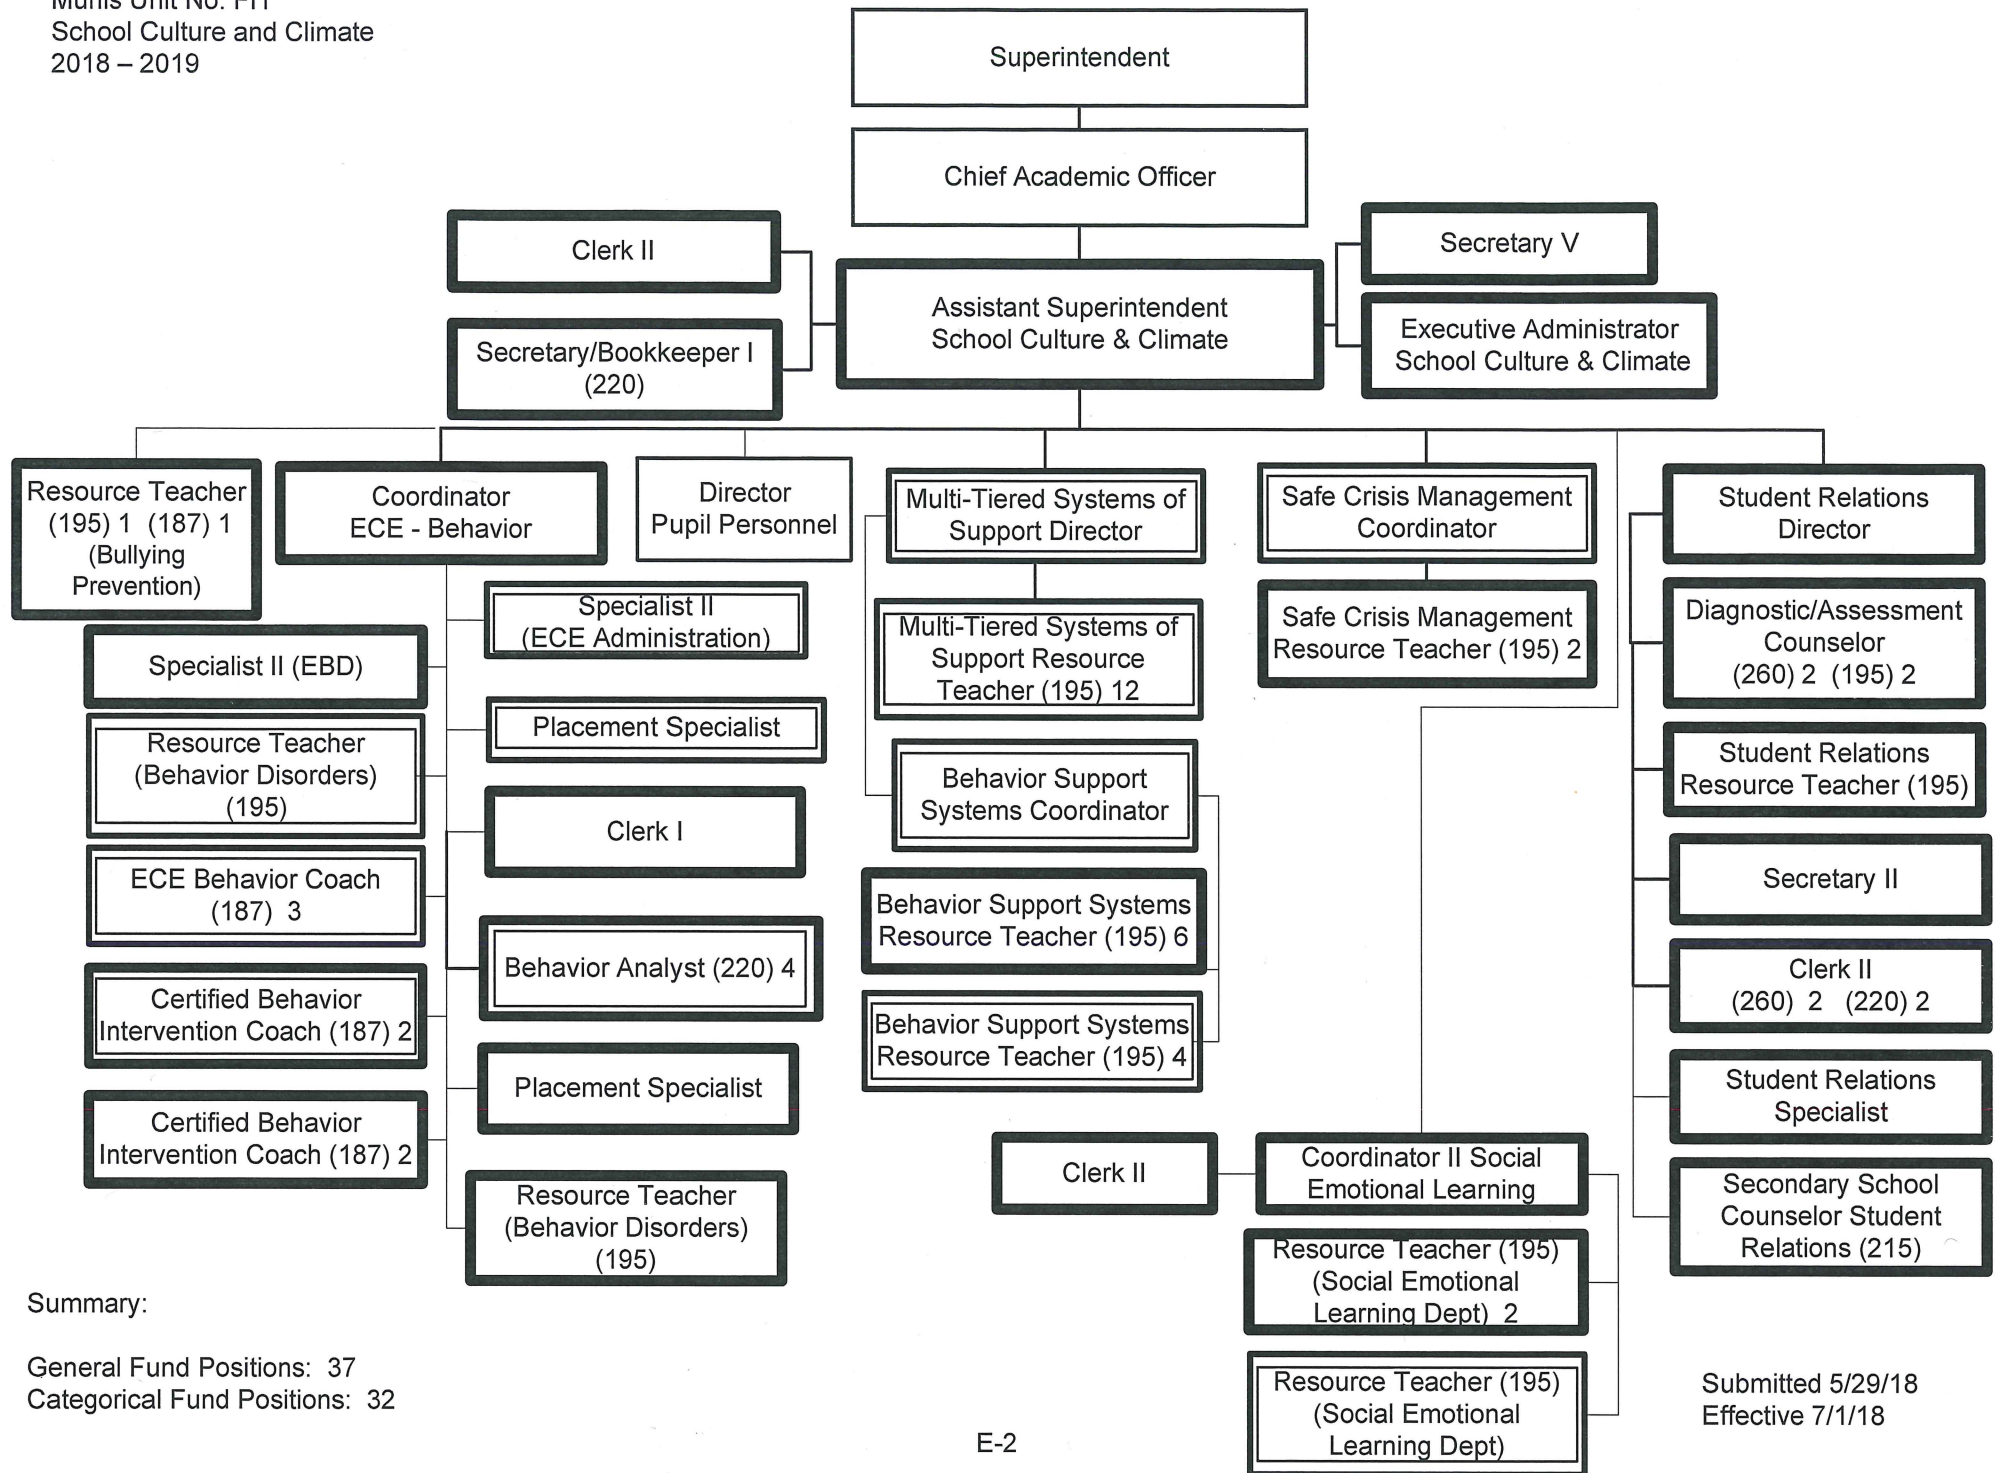 School Culture and Climate
2018 – 2019
Superintendent
Chief Academic Officer
Clerk II
Secretary/Bookkeeper I
(220)
Assistant Superintendent
School Culture & Climate
Secretary V
Executive Administrator
School Culture & Climate
Resource Teacher
(195) 1 (187) 1
(Bullying
Prevention)
Coordinator
ECE - Behavior
Director
Pupil Personnel
Multi-Tiered Systems of
Support Director
Safe Crisis Management
Coordinator
Student Relations
Director
Specialist II
(ECE Administration)
Specialist II (EBD)
Placement Specialist
Resource Teacher
(Behavior Disorders)
(195)
Clerk I
ECE Behavior Coach
(187) 3
Behavior Analyst (220) 4
Certified Behavior
Intervention Coach (187) 2
Placement Specialist
Certified Behavior
Intervention Coach (187) 2
Resource Teacher
(Behavior Disorders)
(195)
Multi-Tiered Systems of
Support Resource
Teacher (195) 12
Behavior Support
Systems Coordinator
Behavior Support Systems
Resource Teacher (195) 6
Behavior Support Systems
Resource Teacher (195) 4
Safe Crisis Management
Resource Teacher (195) 2
Diagnostic/Assessment
Counselor
(260) 2 (195) 2
Student Relations
Resource Teacher (195)
Secretary II
Clerk II
(260) 2 (220) 2
Student Relations
Specialist
Secondary School
Counselor Student
Relations (215)
Clerk II
Coordinator II Social
Emotional Learning
Resource Teacher (195)
(Social Emotional
Learning Dept) 2
Resource Teacher (195)
(Social Emotional
Learning Dept)
Summary:
General Fund Positions: 37
Categorical Fund Positions: 32
Submitted 5/29/18
Effective 7/1/18
E-2